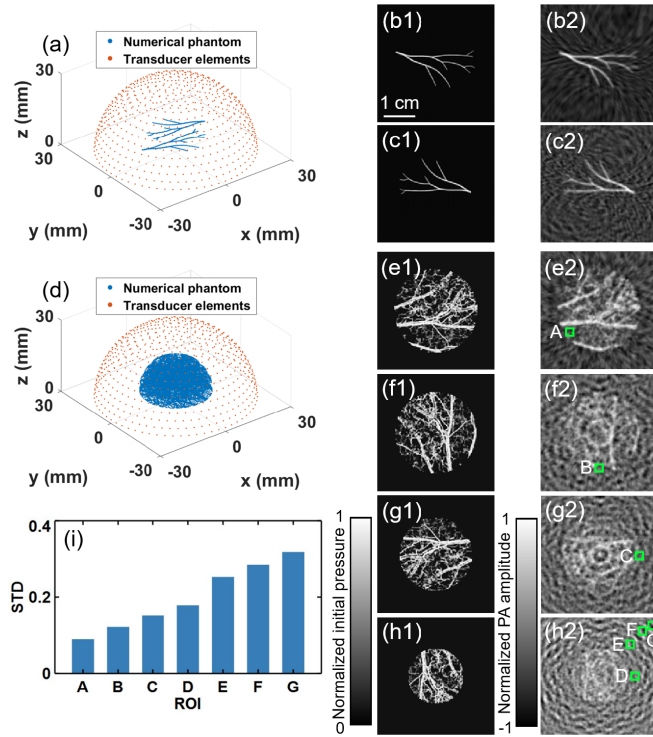 (a)
Numerical phantom
Transducer elements
30
z (mm)
0
30
0
-30
-30
0
30
y (mm)
x (mm)
(b1)
1 cm
(b2)
(c1)
(c2)
(d)
Numerical phantom
Transducer elements
30
z (mm)
0
30
0
-30
-30
0
30
y (mm)
x (mm)
(e1)
(e2)
A
(f1)
(f2)
B
(g1)
(g2)
C
(h1)
(h2)
F
E
D
(i)
0.4
0.2
0
STD
A B C D E F G
ROI
1
Normalized initial pressure
0
1
Normalized PA amplitude
-1